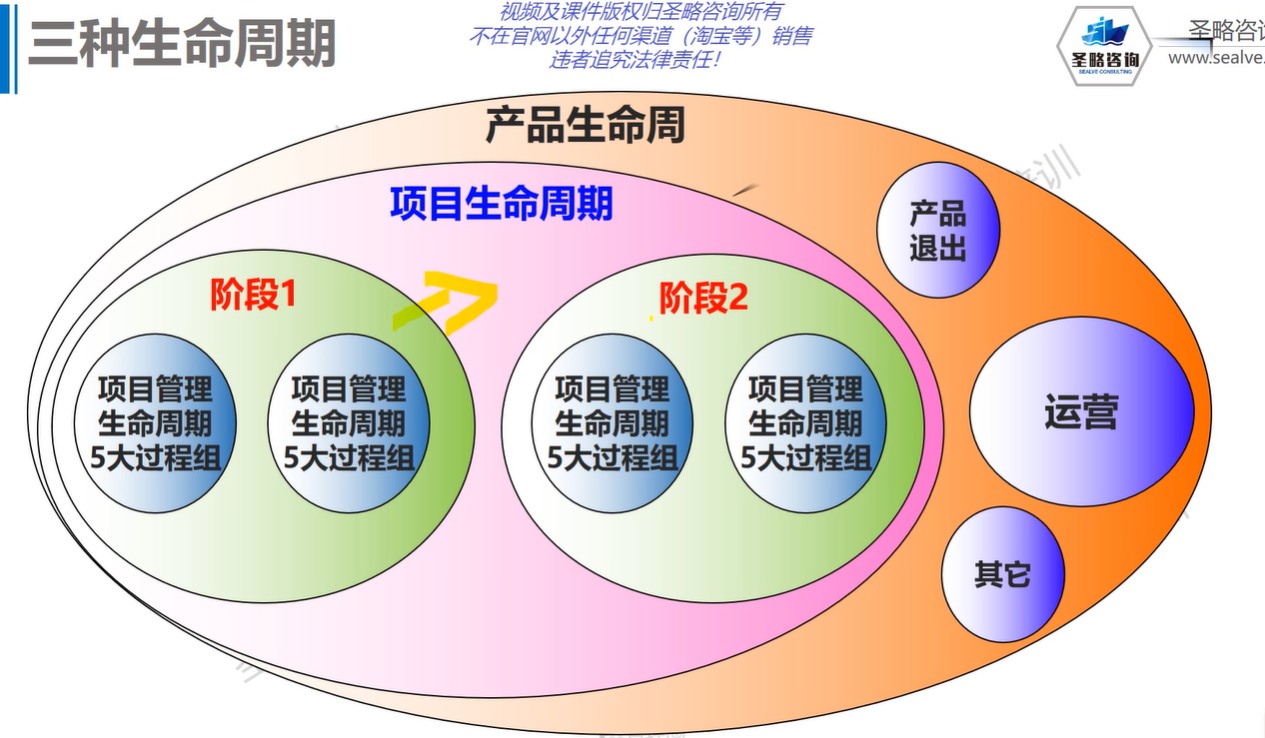 三种生命周期
视频及课件版权归圣略咨询所有
不在官网以外任何渠道（淘宝等）销售
违者追究法律责任！
圣略咨询
SEALVE CONSULTING
圣略咨
www.sealve.
产品生命周
项目生命周期
产品
退出
阶段1
阶段2
项目管理
生命周期
5大过程组
项目管理
生命周期
5大过程组
项目管理
生命周期
5大过程组
项目管理
生命周期
5大过程组
运营
其它
培训